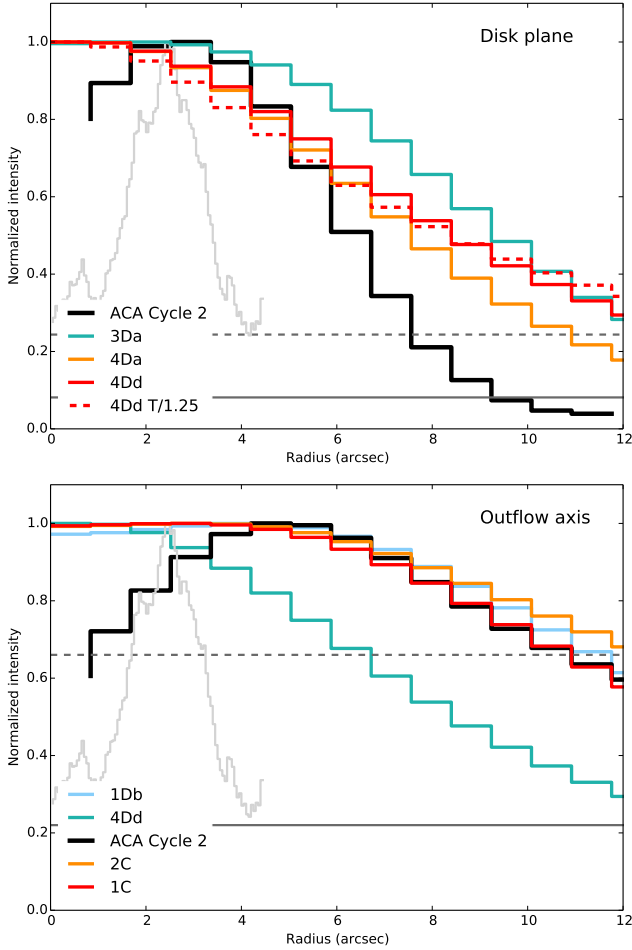 Disk plane
1.0
0.8
0.6
0.4
0.2
0.0
Normalized intensity
ACA Cycle 2
3Da
4Da
4Dd
4Dd T/1.25
0 2 4 6 8 10 12
Radius (arcsec)
Outflow axis
1.0
0.8
0.6
0.4
0.2
0.0
Normalized intensity
1Db
4Dd
ACA Cycle 2
2C
1C
0 2 4 6 8 10 12
Radius (arcsec)